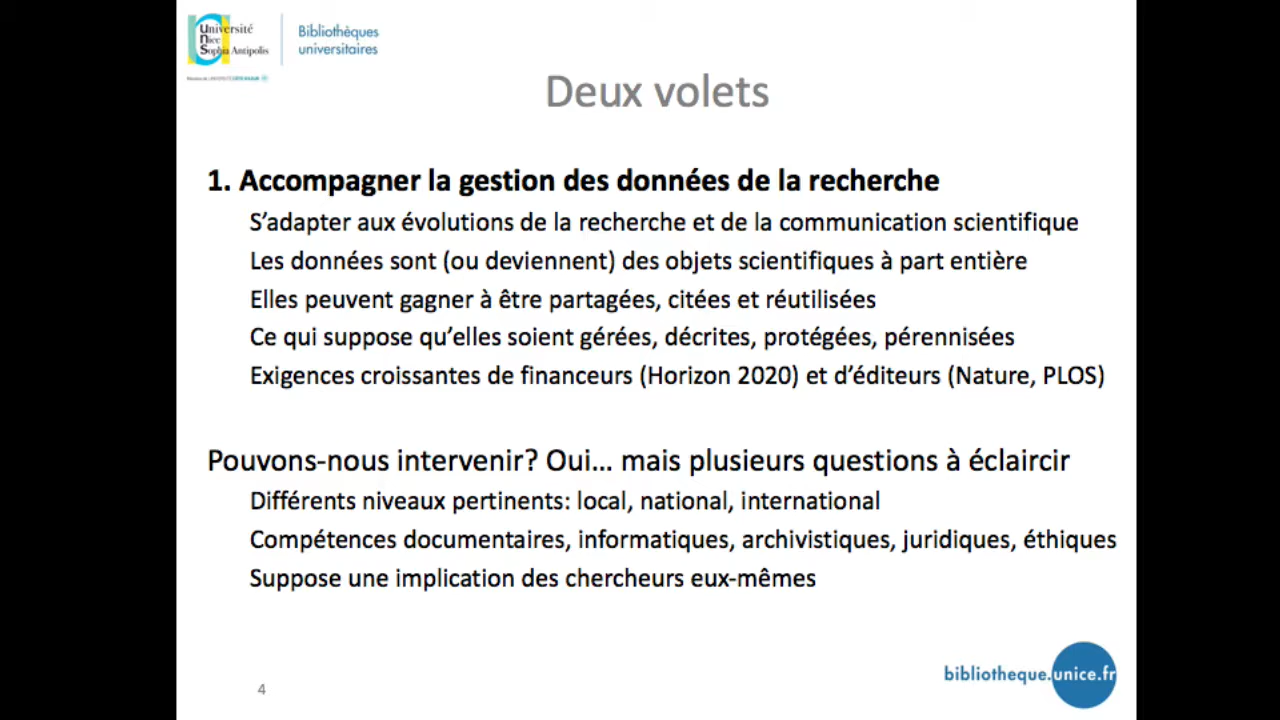 Université
Nice
Sophia Antipolis
Bibliothèques
universitaires
Deux volets
1. Accompagner la gestion des données de la recherche
S'adapter aux évolutions de la recherche et de la communication scientifique
Les données sont (ou deviennent) des objets scientifiques à part entière
Elles peuvent gagner à être partagées, citées et réutilisées
Ce qui suppose qu'elles soient gérées, décrites, protégées, pérennisées
Exigences croissantes de financeurs (Horizon 2020) et d'éditeurs (Nature, PLOS)
Pouvons-nous intervenir? Oui... mais plusieurs questions à éclaircir
Différents niveaux pertinents: local, national, international
Compétences documentaires, informatiques, archivistiques, juridiques, éthiques
Suppose une implication des chercheurs eux-mêmes
4
bibliotheque.unice.fr